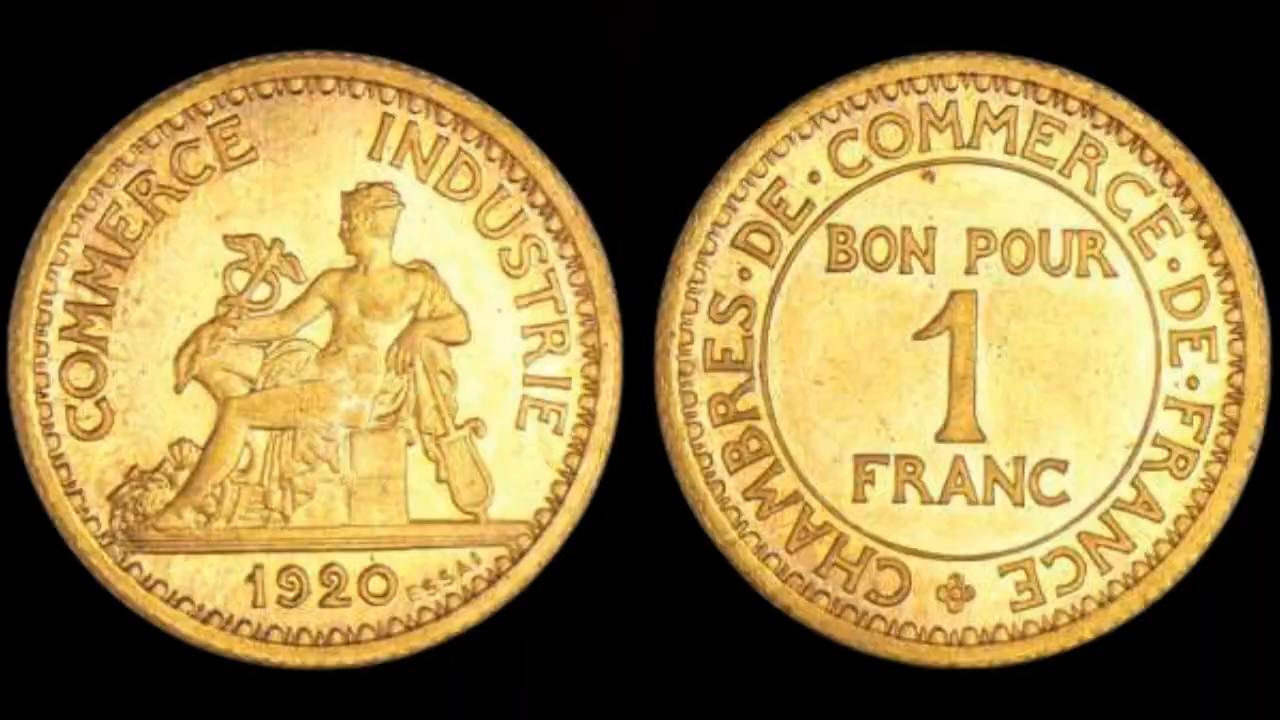 COMMERCE INDUSTRIE
1920 ESSAI
CHAMBRES · DE · COMMERCE · DE · FRANCE
BON POUR
1
FRANC